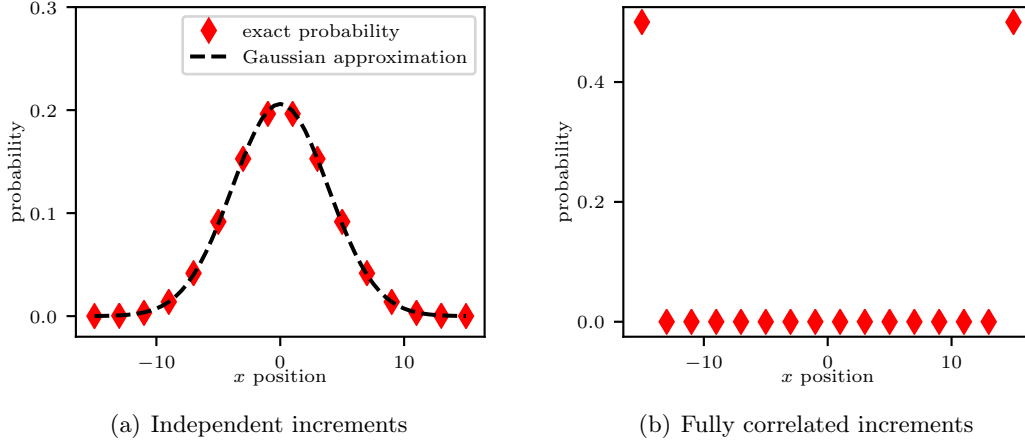 0.3
0.2
0.1
0.0
probability
exact probability
Gaussian approximation
−10
0
10
x position
(a) Independent increments
0.4
0.2
0.0
probability
−10
0
10
x position
(b) Fully correlated increments